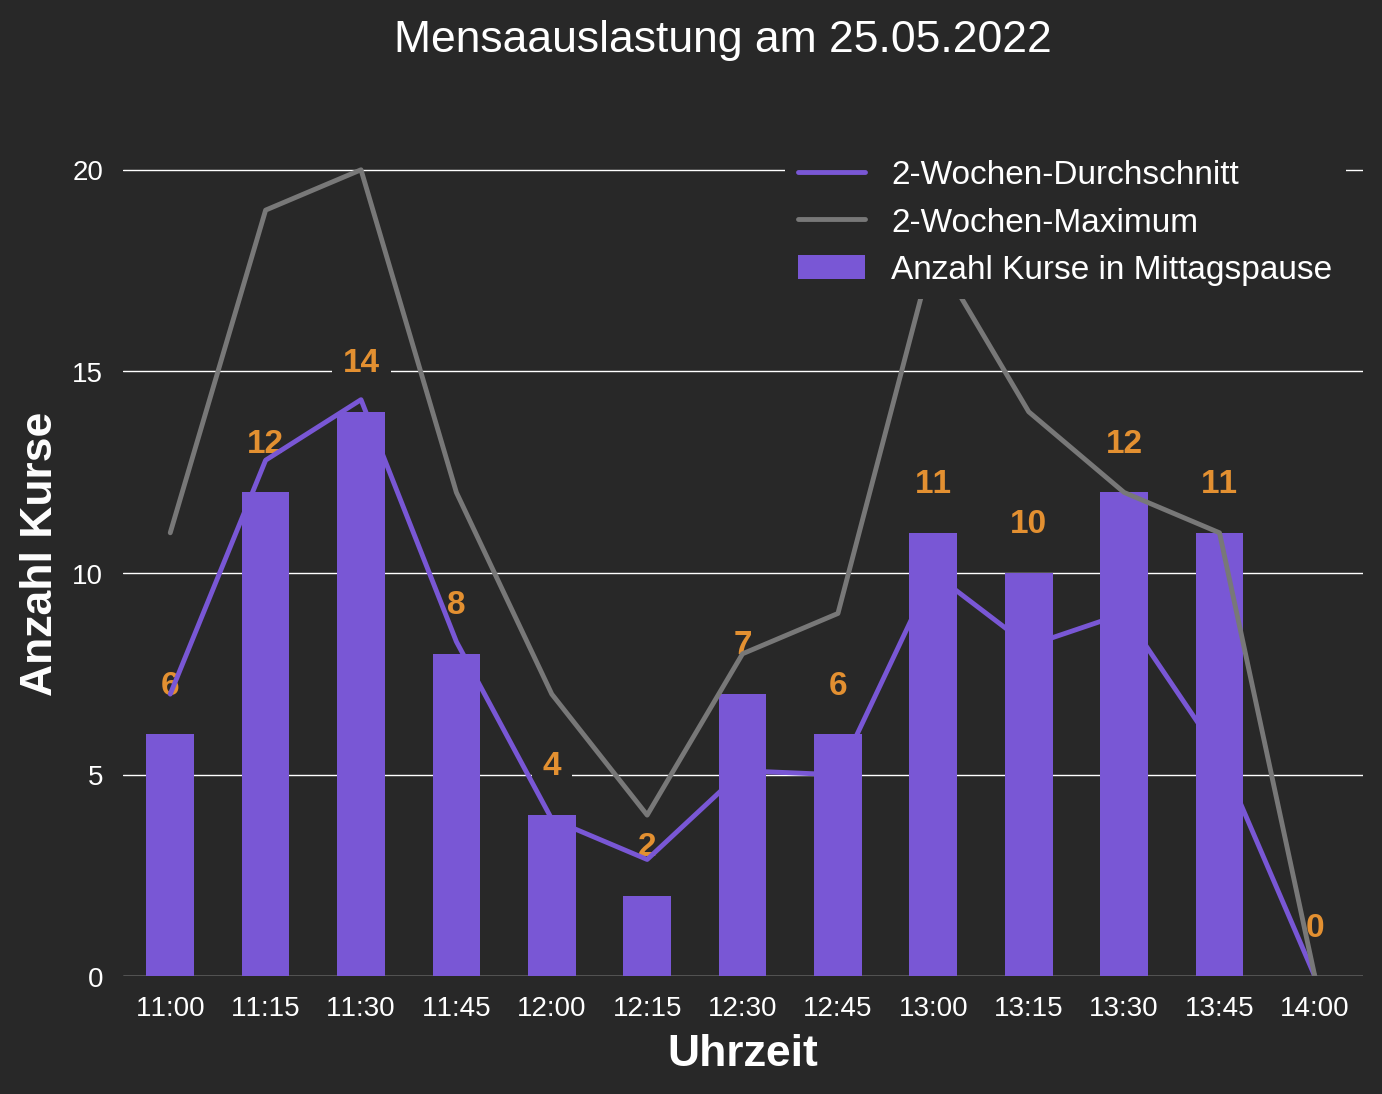 Mensaauslastung am 25.05.2022
2-Wochen-Durchschnitt
2-Wochen-Maximum
Anzahl Kurse in Mittagspause
Anzahl Kurse
20
15
10
5
0
6
12
14
8
4
2
7
6
11
10
12
11
0
11:00 11:15 11:30 11:45 12:00 12:15 12:30 12:45 13:00 13:15 13:30 13:45 14:00
Uhrzeit